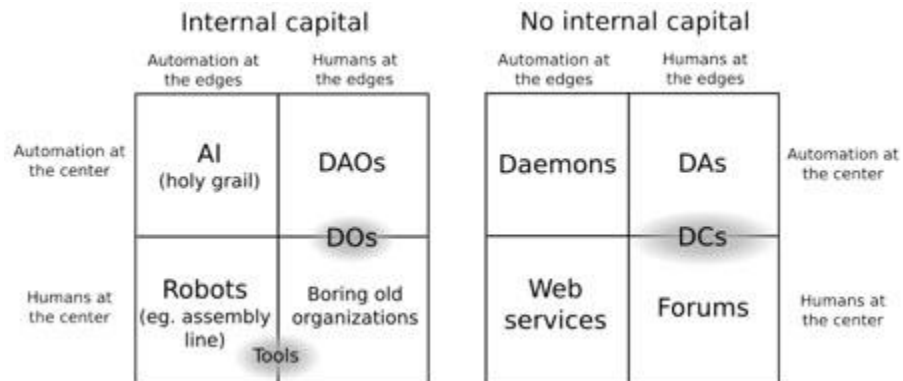 Internal capital
No internal capital
Automation at
the edges
Humans at
the edges
Automation at
the edges
Humans at
the edges
Automation at
the center
AI
(holy grail)
DAOs
Daemons
DAs
Automation at
the center
DOs
DCs
Humans at
the center
Robots
(eg. assembly
line)
Boring old
organizations
Web
services
Forums
Humans at
the center
Tools